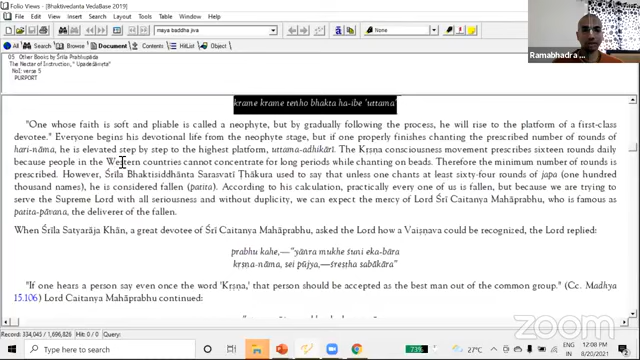 Folio Views - [Bhaktivedanta VedaBase 2019]
File Edit View Insert Search Text Layout Tools Window Help
maya baddha jiva
All Browse Document Contents Hit List Object
05 Other Books by Śrīla Prabhupāda
The Nectar of Instruction, " Upadeśāmṛta"
NoI verse 5
PURPORT
Ramabhadra
krame krame teṅho bhakta ha-ibe 'uttama'
"One whose faith is soft and pliable is called a neophyte, but by gradually following the process, he will rise to the platform of a first-class
devotee." Everyone begins his devotional life from the neophyte stage, but if one properly finishes chanting the prescribed number of rounds of
hari-nāma, he is elevated step by step to the highest platform, uttama-adhikārī. The Kṛṣṇa consciousness movement prescribes sixteen rounds daily
because people in the Western countries cannot concentrate for long periods while chanting on beads. Therefore the minimum number of rounds is
prescribed. However, Śrīla Bhaktisiddhānta Sarasvatī Ṭhākura used to say that unless one chants at least sixty-four rounds of japa (one hundred
thousand names), he is considered fallen (patita). According to his calculation, practically every one of us is fallen, but because we are trying to
serve the Supreme Lord with all seriousness and without duplicity, we can expect the mercy of Lord Śrī Caitanya Mahāprabhu, who is famous as
patita-pāvana, the deliverer of the fallen.
When Śrīla Satyarāja Khān, a great devotee of Śrī Caitanya Mahāprabhu, asked the Lord how a Vaiṣṇava could be recognized, the Lord replied:
prabhu kahe,—"yāṅra mukhe śuni eka-bāra
kṛṣṇa-nāma, sei pūjya,—śreṣṭha sabākāra"
"If one hears a person say even once the word 'Kṛṣṇa,' that person should be accepted as the best man out of the common group." (Cc. Madhya
15.106) Lord Caitanya Mahāprabhu continued:
Record: 334,045 / 1,696,826 Hit: 0 / 0 Query:
zoom
Type here to search
73%
27°C
ENG
IN
12:08 PM
8/20/2021